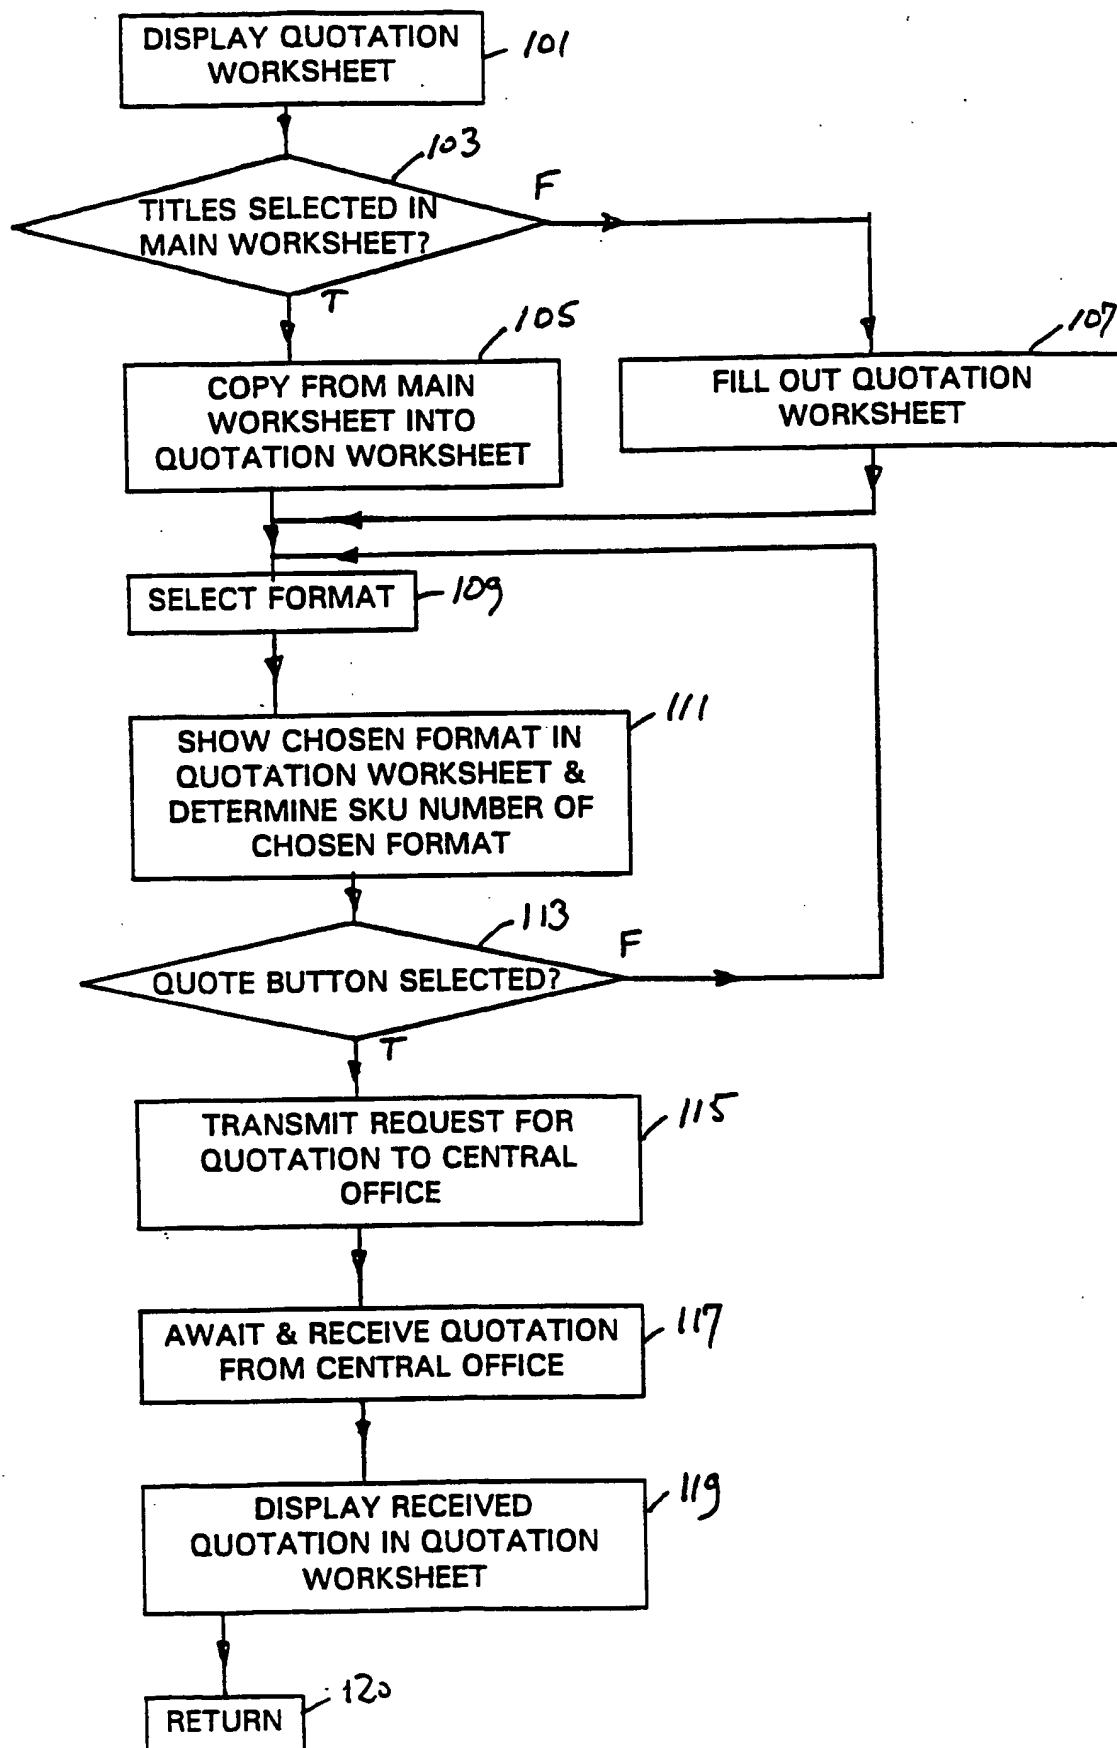 DISPLAY QUOTATION
WORKSHEET
101
103
TITLES SELECTED IN
MAIN WORKSHEET?
F
T
105
107
COPY FROM MAIN
WORKSHEET INTO
QUOTATION WORKSHEET
FILL OUT QUOTATION
WORKSHEET
SELECT FORMAT
109
111
SHOW CHOSEN FORMAT IN
QUOTATION WORKSHEET &
DETERMINE SKU NUMBER OF
CHOSEN FORMAT
113
QUOTE BUTTON SELECTED?
F
T
115
TRANSMIT REQUEST FOR
QUOTATION TO CENTRAL
OFFICE
117
AWAIT & RECEIVE QUOTATION
FROM CENTRAL OFFICE
119
DISPLAY RECEIVED
QUOTATION IN QUOTATION
WORKSHEET
120
RETURN